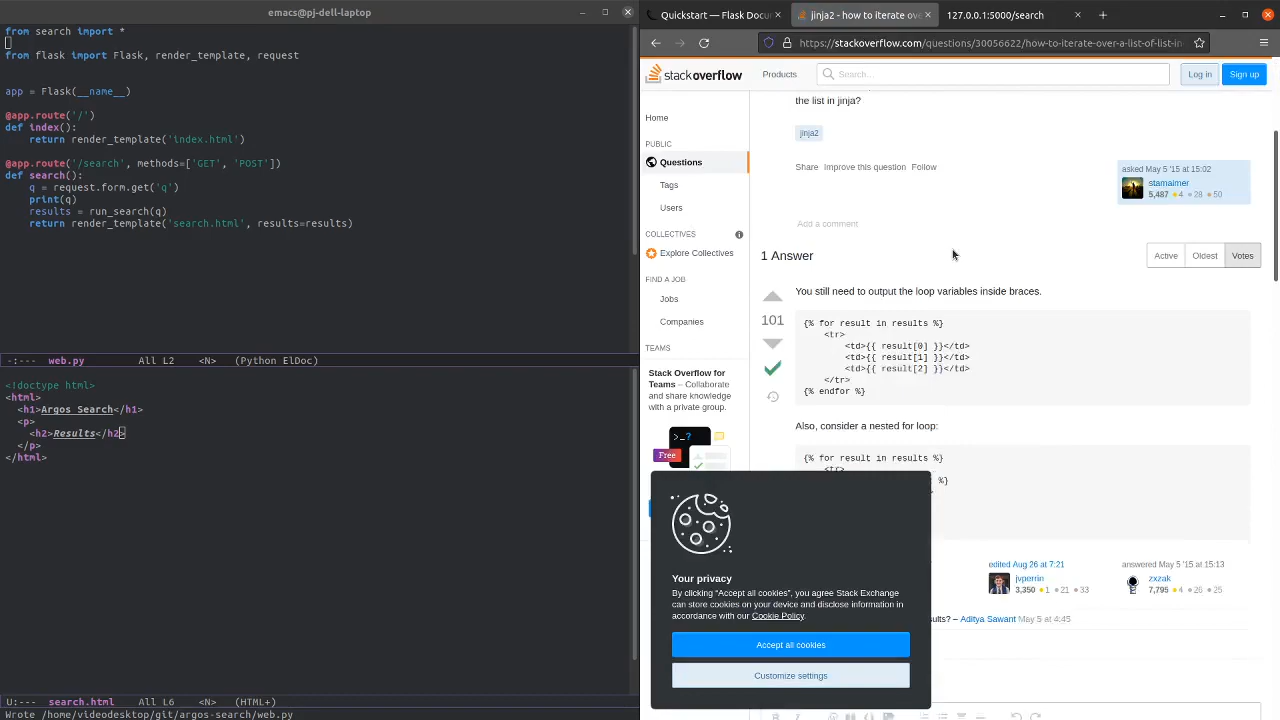 emacs@pj-dell-laptop
from search import *
from flask import Flask, render_template, request
app = Flask(__name__)
@app.route('/')
def index():
    return render_template('index.html')
@app.route('/search', methods=['GET', 'POST'])
def search():
    q = request.form.get('q')
    print(q)
    results = run_search(q)
    return render_template('search.html', results=results)
-:--- web.py All L2 <N> (Python ElDoc)
<!doctype html>
<html>
  <h1>Argos Search</h1>
  <p>
    <h2>Results</h2>
  </p>
</html>
U:--- search.html All L6 <N> (HTML+)
Wrote /home/videodesktop/git/argos-search/web.py
Quickstart — Flask Docu
jinja2 - how to iterate ove
127.0.0.1:5000/search
https://stackoverflow.com/questions/30056622/how-to-iterate-over-a-list-of-list-in-
stackoverflow
Products
Search...
Log in
Sign up
Home
PUBLIC
Questions
Tags
Users
COLLECTIVES
Explore Collectives
FIND A JOB
Jobs
Companies
TEAMS
Stack Overflow for
Teams – Collaborate
and share knowledge
with a private group.
>_?
Free
the list in jinja?
jinja2
Share Improve this question Follow
asked May 5 '15 at 15:02
stamaimer
5,487 4 28 50
Add a comment
1 Answer
Active Oldest Votes
101
You still need to output the loop variables inside braces.
{% for result in results %}
    <tr>
        <td>{{ result[0] }}</td>
        <td>{{ result[1] }}</td>
        <td>{{ result[2] }}</td>
    </tr>
{% endfor %}
Also, consider a nested for loop:
{% for result in results %}
    <tr>
%}
edited Aug 26 at 7:21
jvperrin
3,350 1 21 33
answered May 5 '15 at 15:13
zxzak
7,795 4 26 25
ults? – Aditya Sawant May 5 at 4:45
Your privacy
By clicking “Accept all cookies”, you agree Stack Exchange
can store cookies on your device and disclose information in
accordance with our Cookie Policy.
Accept all cookies
Customize settings